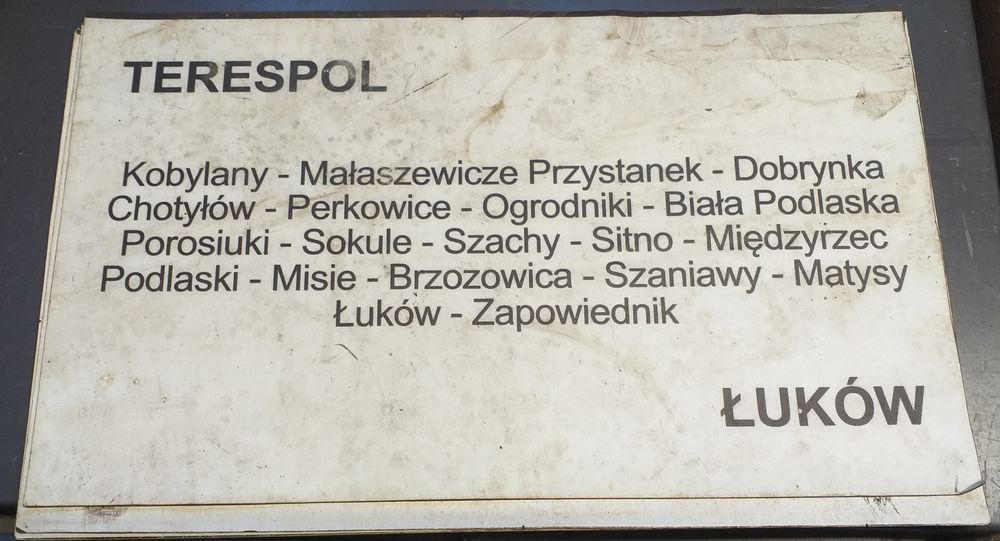 TERESPOL
Kobylany - Małaszewicze Przystanek - Dobrynka
Chotyłów - Perkowice - Ogrodniki - Biała Podlaska
Porosiuki - Sokule - Szachy - Sitno - Międzyrzec
Podlaski - Misie - Brzozowica - Szaniawy - Matysy
Łuków - Zapowiednik
ŁUKÓW